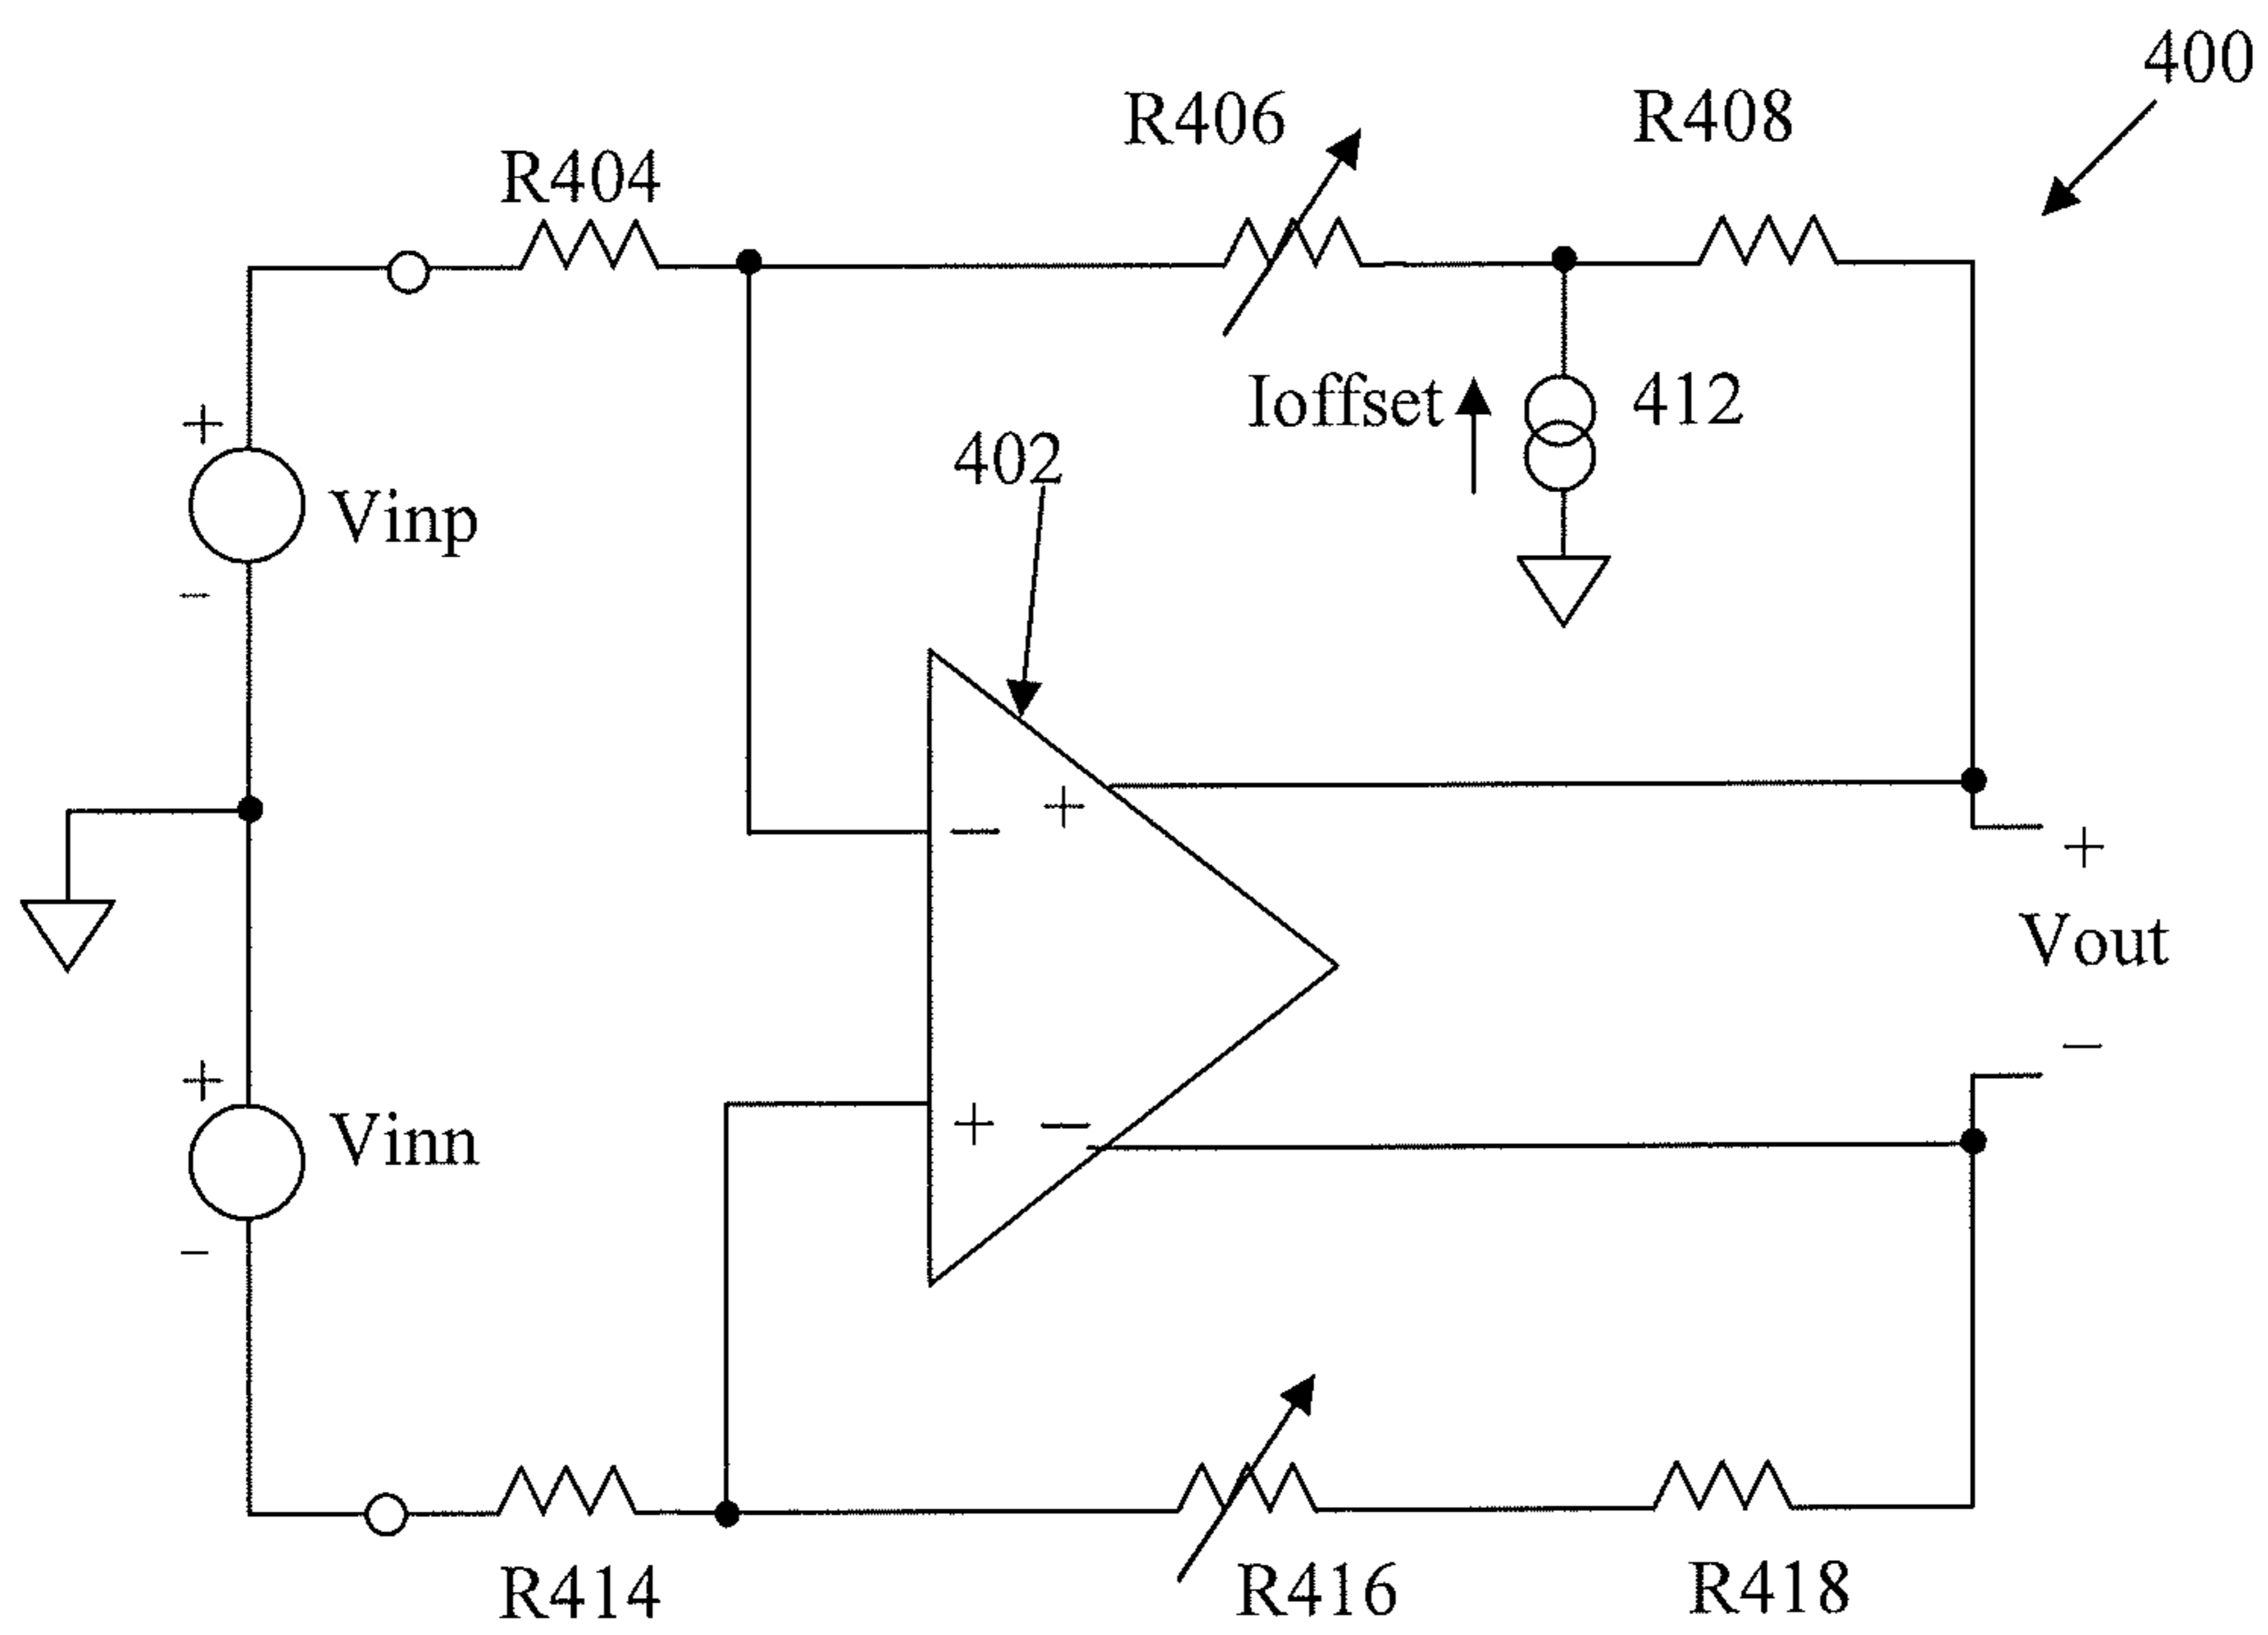 400
R406
R408
R404
Ioffset
412
402
+
Vinp
−
− +
+
Vout
−
+
Vinn
−
+ −
R414
R416
R418